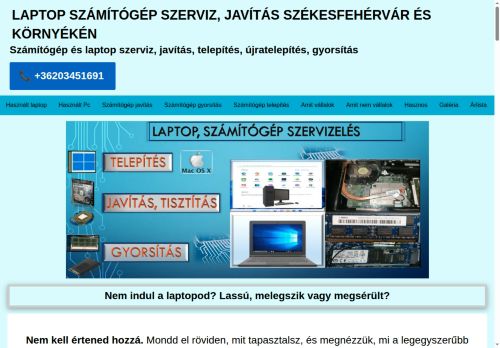 LAPTOP SZÁMÍTÓGÉP SZERVIZ, JAVÍTÁS SZÉKESFEHÉRVÁR ÉS
KÖRNYÉKÉN
Számítógép és laptop szerviz, javítás, telepítés, újratelepítés, gyorsítás
📞 +36203451691
Használt laptop Használt Pc Számítógép javítás Számítógép gyorsítás Számítógép telepítés Amit vállalok Amit nem vállalok Hasznos Galéria Árlista
LAPTOP, SZÁMÍTÓGÉP SZERVIZELÉS
TELEPÍTÉS
Mac OS X
JAVÍTÁS, TISZTÍTÁS
GYORSÍTÁS
Nem indul a laptopod? Lassú, melegszik vagy megsérült?
Nem kell értened hozzá. Mondd el röviden, mit tapasztalsz, és megnézzük, mi a legegyszerűbb